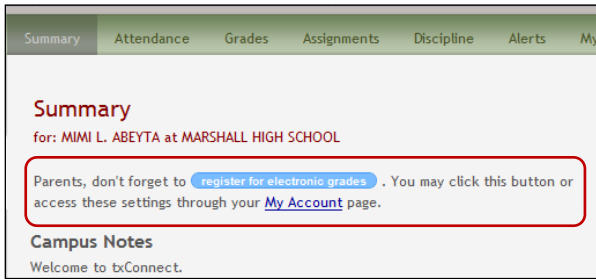 Summary Attendance Grades Assignments Discipline Alerts My
Summary
for: MIMI L. ABEYTA at MARSHALL HIGH SCHOOL
Parents, don't forget to register for electronic grades . You may click this button or
access these settings through your My Account page.
Campus Notes
Welcome to txConnect.